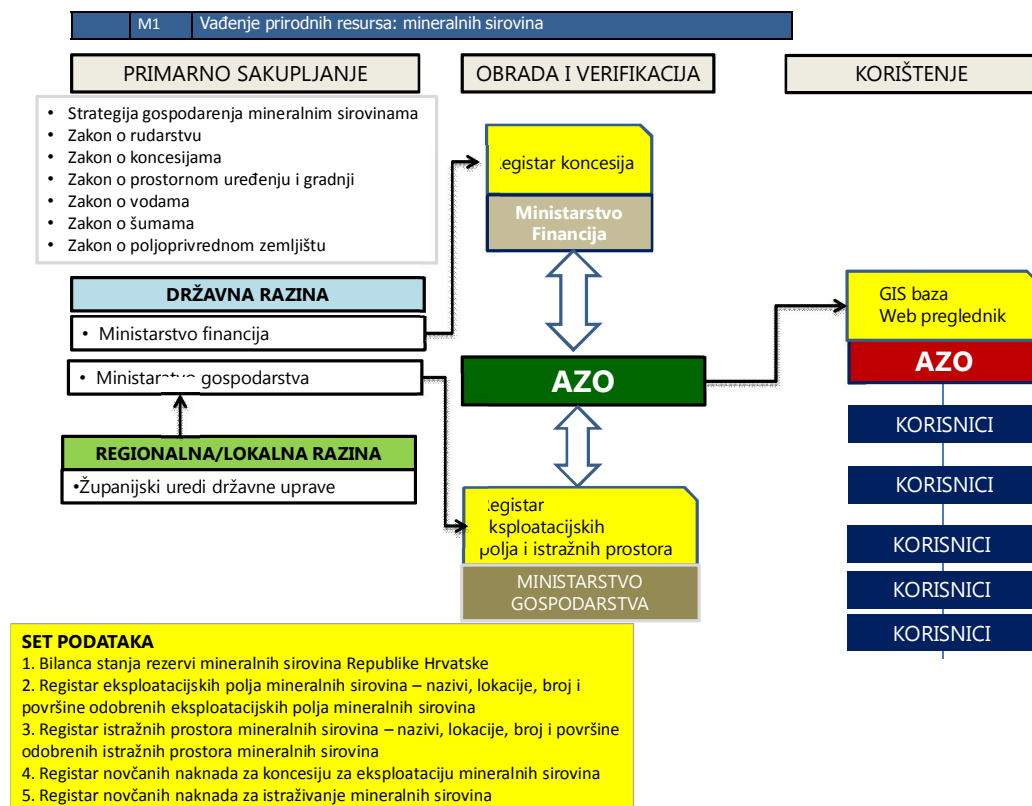 M1 Vađenje prirodnih resursa: mineralnih sirovina
PRIMARNO SAKUPLJANJE
OBRADA I VERIFIKACIJA
KORIŠTENJE
• Strategija gospodarenja mineralnim sirovinama
• Zakon o rudarstvu
• Zakon o koncesijama
• Zakon o prostornom uređenju i gradnji
• Zakon o vodama
• Zakon o šumama
• Zakon o poljoprivrednom zemljištu
DRŽAVNA RAZINA
• Ministarstvo financija
• Ministarstvo gospodarstva
REGIONALNA/LOKALNA RAZINA
•Županijski uredi državne uprave
Registar koncesija
Ministarstvo
Financija
AZO
Registar
eksploatacijskih
polja i istražnih prostora
MINISTARSTVO
GOSPODARSTVA
GIS baza
Web preglednik
AZO
KORISNICI
KORISNICI
KORISNICI
KORISNICI
KORISNICI
SET PODATAKA
1. Bilanca stanja rezervi mineralnih sirovina Republike Hrvatske
2. Registar eksploatacijskih polja mineralnih sirovina – nazivi, lokacije, broj i
površine odobrenih eksploatacijskih polja mineralnih sirovina
3. Registar istražnih prostora mineralnih sirovina – nazivi, lokacije, broj i površine
odobrenih istražnih prostora mineralnih sirovina
4. Registar novčanih naknada za koncesiju za eksploataciju mineralnih sirovina
5. Registar novčanih naknada za istraživanje mineralnih sirovina